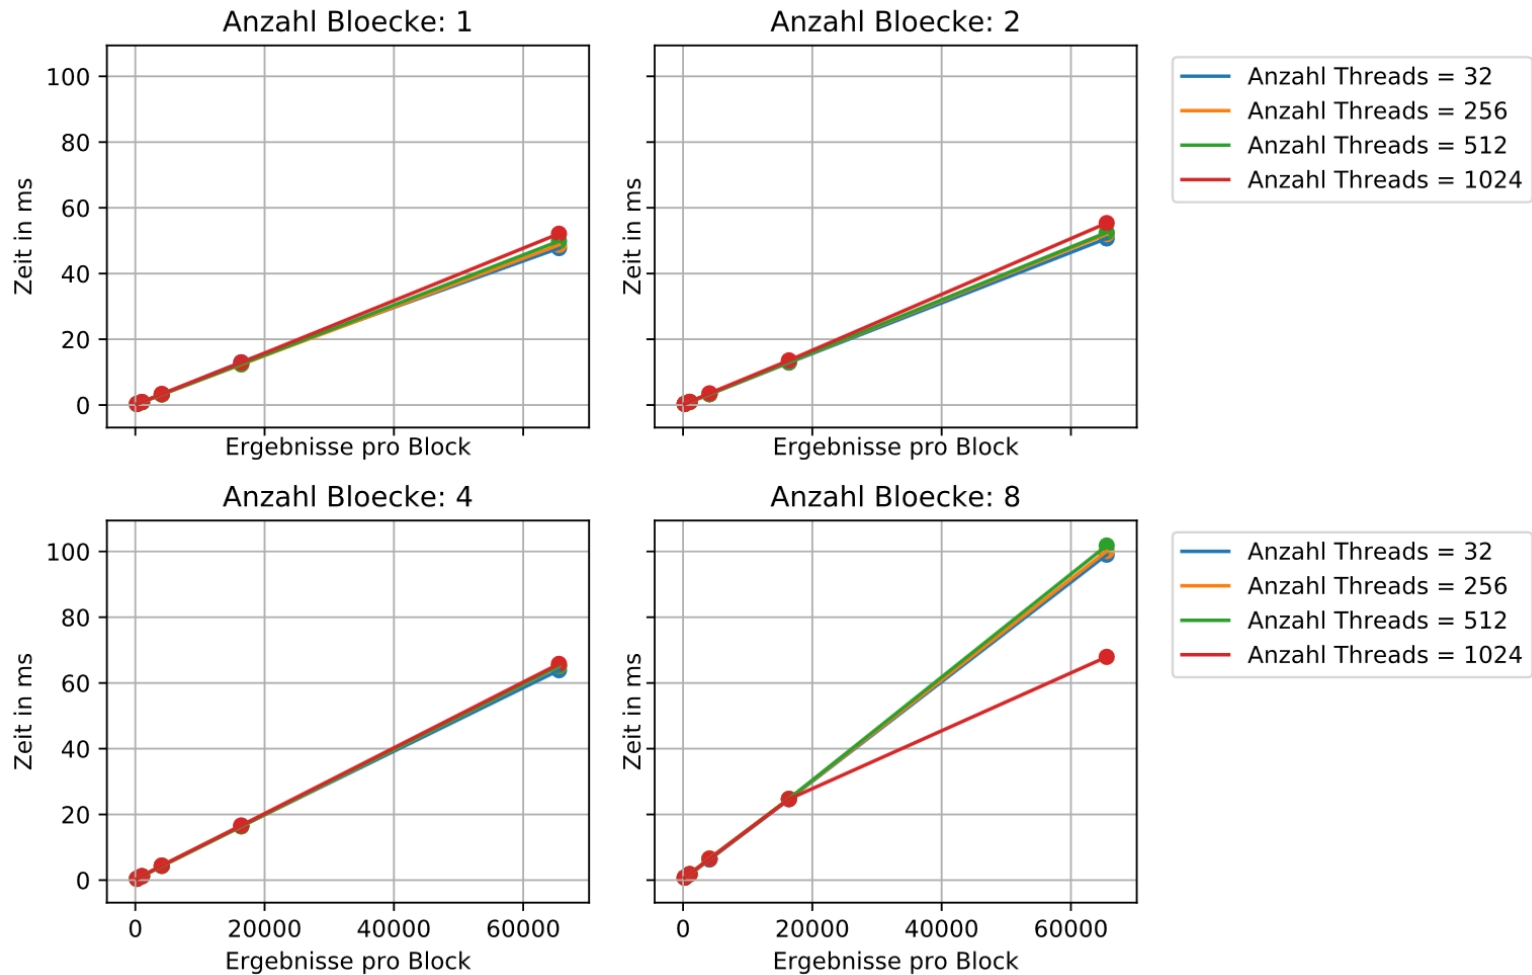 Anzahl Bloecke: 1
Anzahl Bloecke: 2
100
80
60
40
20
0
Zeit in ms
Ergebnisse pro Block
Zeit in ms
Ergebnisse pro Block
Anzahl Threads = 32
Anzahl Threads = 256
Anzahl Threads = 512
Anzahl Threads = 1024
Anzahl Bloecke: 4
Anzahl Bloecke: 8
100
80
60
40
20
0
Zeit in ms
0 20000 40000 60000
Ergebnisse pro Block
Zeit in ms
0 20000 40000 60000
Ergebnisse pro Block
Anzahl Threads = 32
Anzahl Threads = 256
Anzahl Threads = 512
Anzahl Threads = 1024